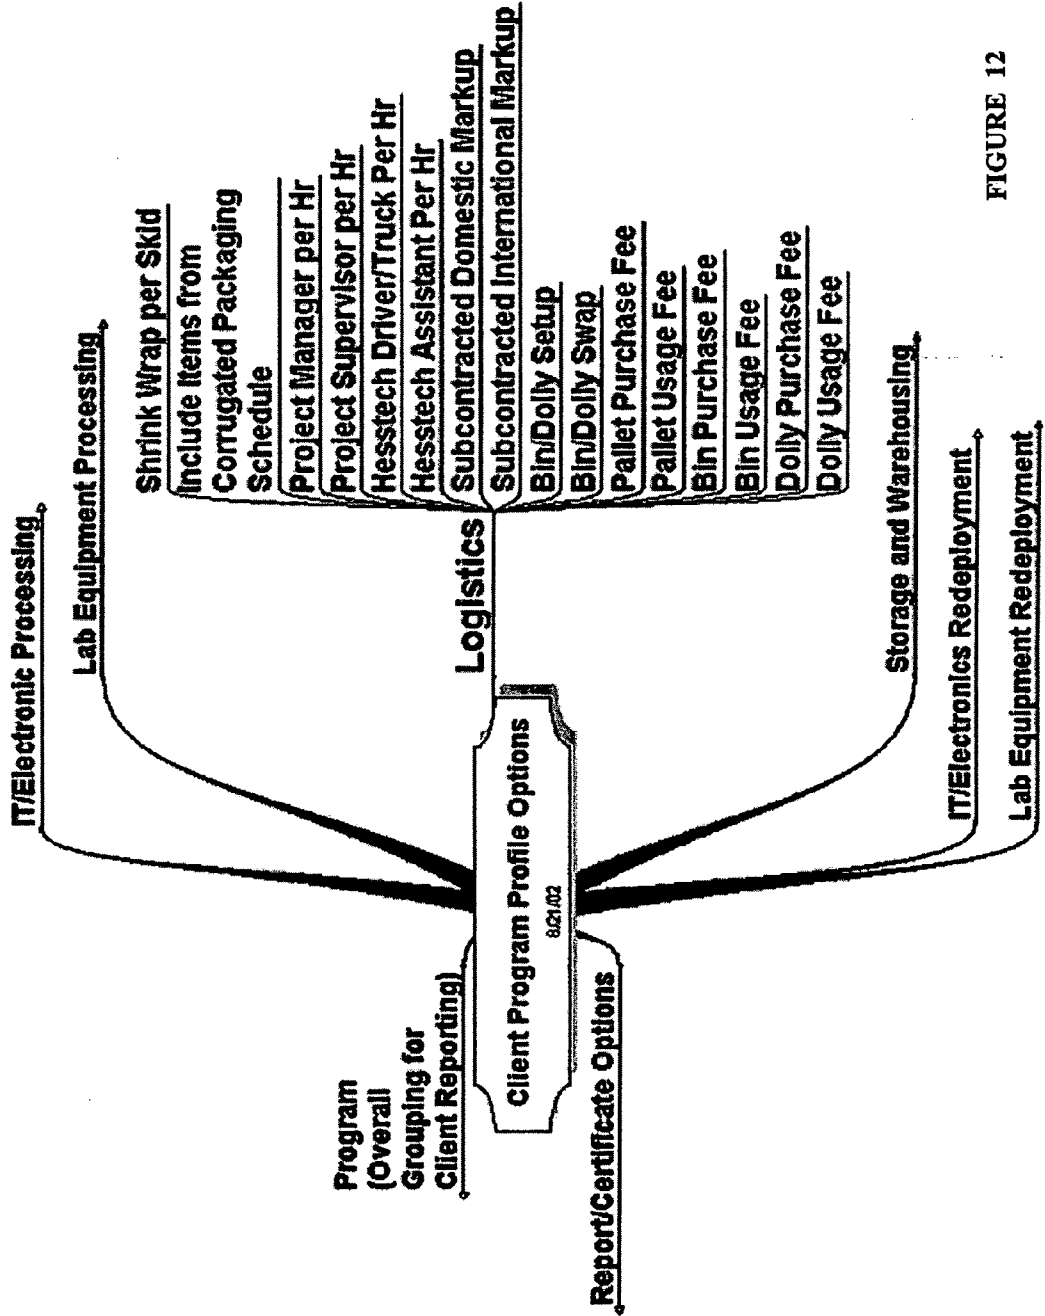 IT/Electronic Processing
Lab Equipment Processing
Shrink Wrap per Skid
Include Items from
Corrugated Packaging
Schedule
Project Manager per Hr
Project Supervisor per Hr
Hesstech Driver/Truck Per Hr
Hesstech Assistant Per Hr
Subcontracted Domestic Markup
Subcontracted International Markup
Bin/Dolly Setup
Bin/Dolly Swap
Pallet Purchase Fee
Pallet Usage Fee
Bin Purchase Fee
Bin Usage Fee
Dolly Purchase Fee
Dolly Usage Fee
Logistics
Storage and Warehousing
IT/Electronics Redeployment
Lab Equipment Redeployment
Client Program Profile Options
8/21/02
Program
(Overall
Grouping for
Client Reporting)
Report/Certificate Options
FIGURE 12